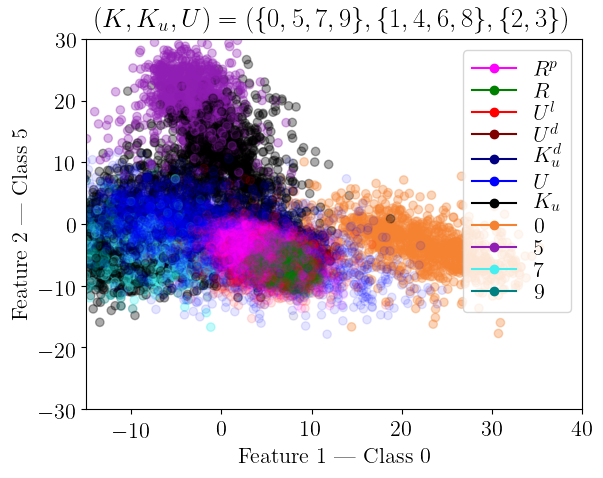 (K, K_u, U) = ({0, 5, 7, 9}, {1, 4, 6, 8}, {2, 3})
30
20
10
0
−10
−20
−30
Feature 2 — Class 5
−10
0
10
20
30
40
Feature 1 — Class 0
R^p
R
U^l
U^d
K_u^d
U
K_u
0
5
7
9